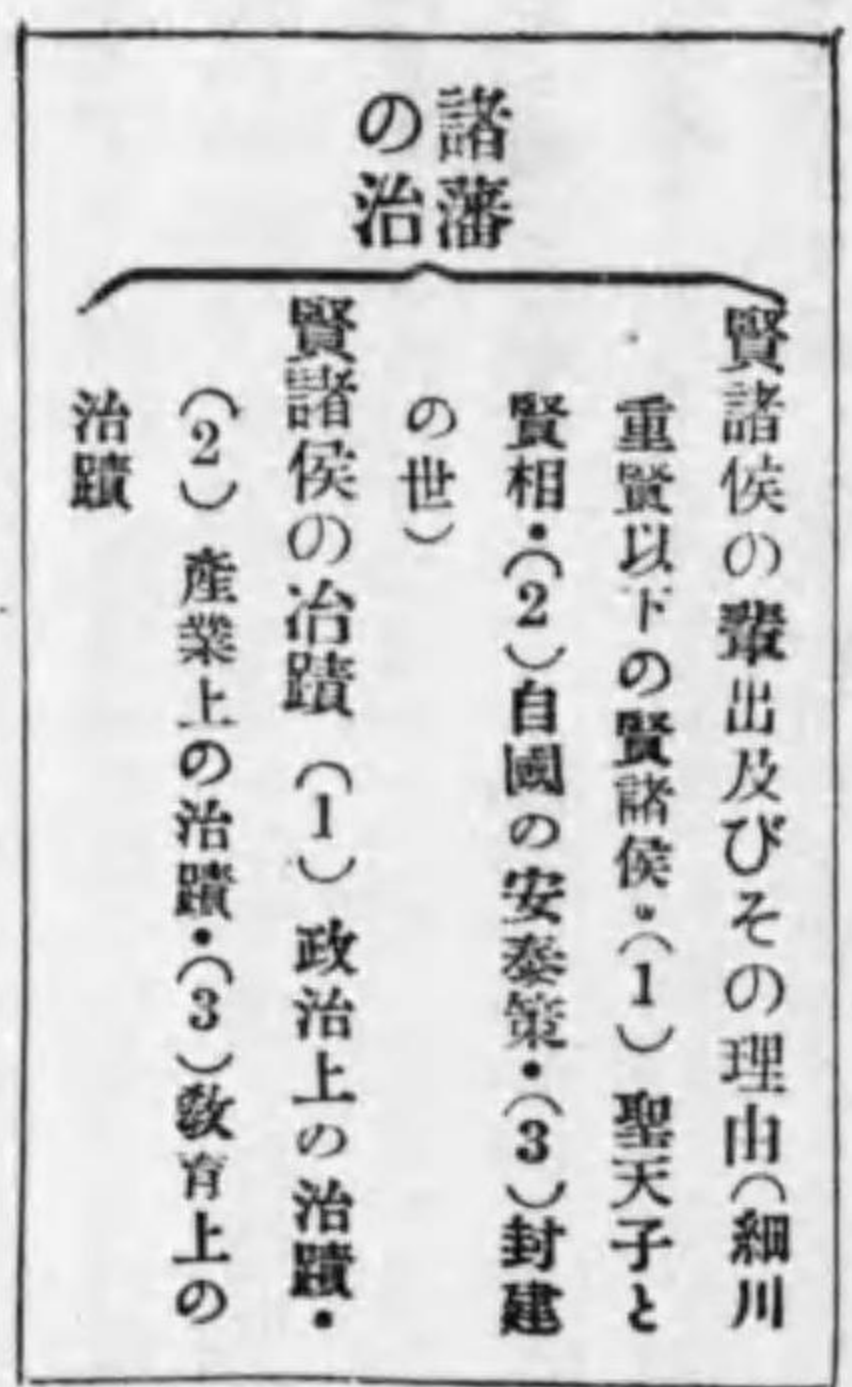 諸藩
の治
賢諸侯の輩出及びその理由(細川
重賢以下の賢諸侯・(1)聖天子と
賢相・(2)自國の安泰策・(3)封建
の世)
賢諸侯の治蹟 (1) 政治上の治蹟・
(2) 産業上の治蹟・(3)教育上の
治蹟